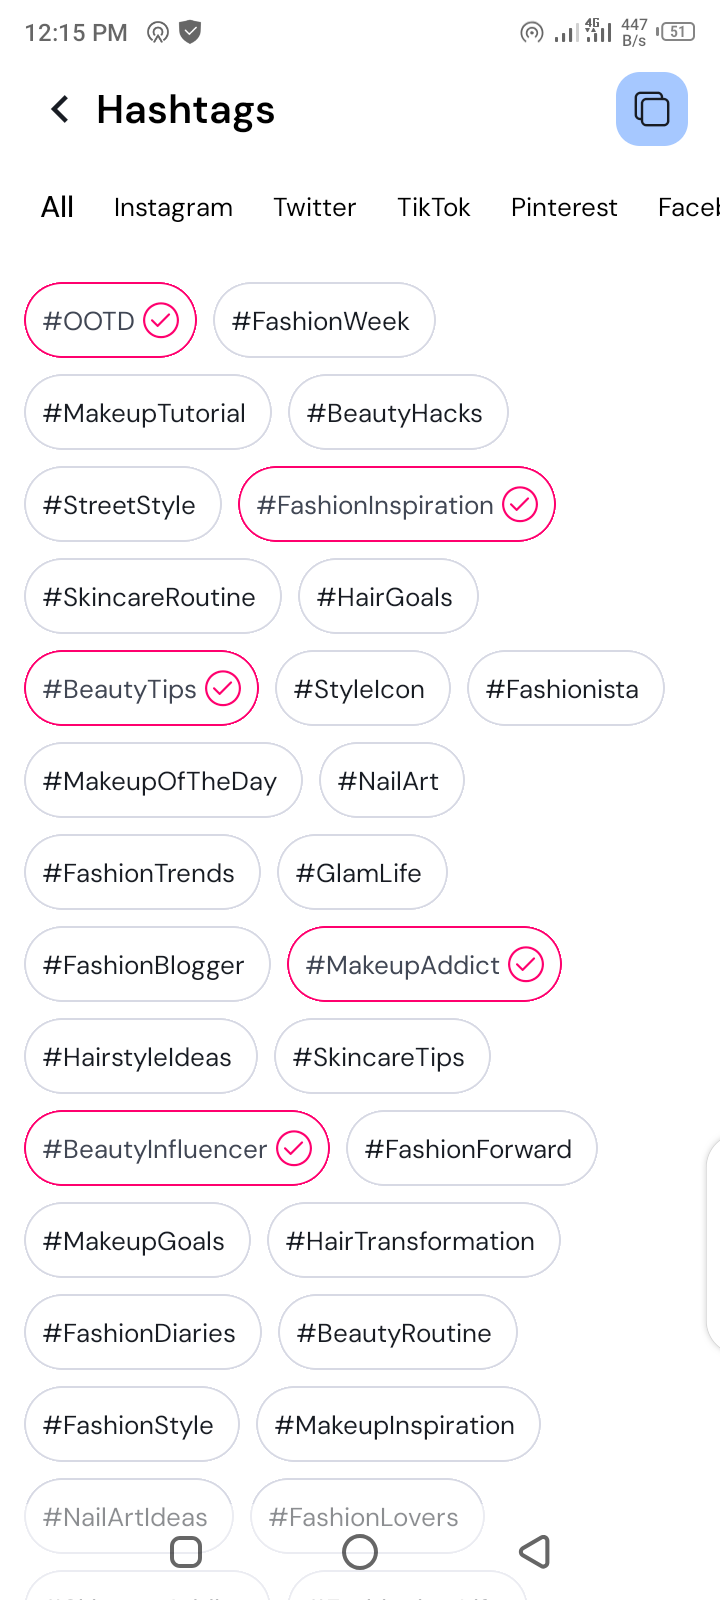 12:15 PM 4G 447 B/s 51
Hashtags
All Instagram Twitter TikTok Pinterest Faceb
#OOTD #FashionWeek
#MakeupTutorial #BeautyHacks
#StreetStyle #FashionInspiration
#SkincareRoutine #HairGoals
#BeautyTips #StyleIcon #Fashionista
#MakeupOfTheDay #NailArt
#FashionTrends #GlamLife
#FashionBlogger #MakeupAddict
#HairstyleIdeas #SkincareTips
#BeautyInfluencer #FashionForward
#MakeupGoals #HairTransformation
#FashionDiaries #BeautyRoutine
#FashionStyle #MakeupInspiration
#NailArtIdeas #FashionLovers